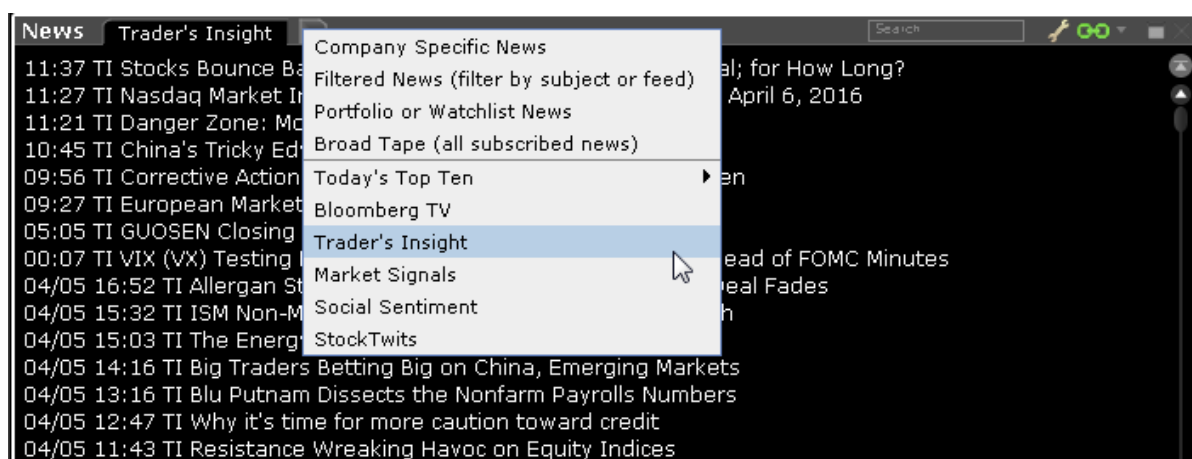 News Trader's Insight Search
Company Specific News
Filtered News (filter by subject or feed)
Portfolio or Watchlist News
Broad Tape (all subscribed news)
Today's Top Ten
Bloomberg TV
Trader's Insight
Market Signals
Social Sentiment
StockTwits
11:37 TI Stocks Bounce Ba al; for How Long?
11:27 TI Nasdaq Market I April 6, 2016
11:21 TI Danger Zone: Mo
10:45 TI China's Tricky Ed
09:56 TI Corrective Action en
09:27 TI European Market
05:05 TI GUOSEN Closing
00:07 TI VIX (VX) Testing ead of FOMC Minutes
04/05 16:52 TI Allergan St Deal Fades
04/05 15:32 TI ISM Non-M h
04/05 15:03 TI The Energy
04/05 14:16 TI Big Traders Betting Big on China, Emerging Markets
04/05 13:16 TI Blu Putnam Dissects the Nonfarm Payrolls Numbers
04/05 12:47 TI Why it's time for more caution toward credit
04/05 11:43 TI Resistance Wreaking Havoc on Equity Indices